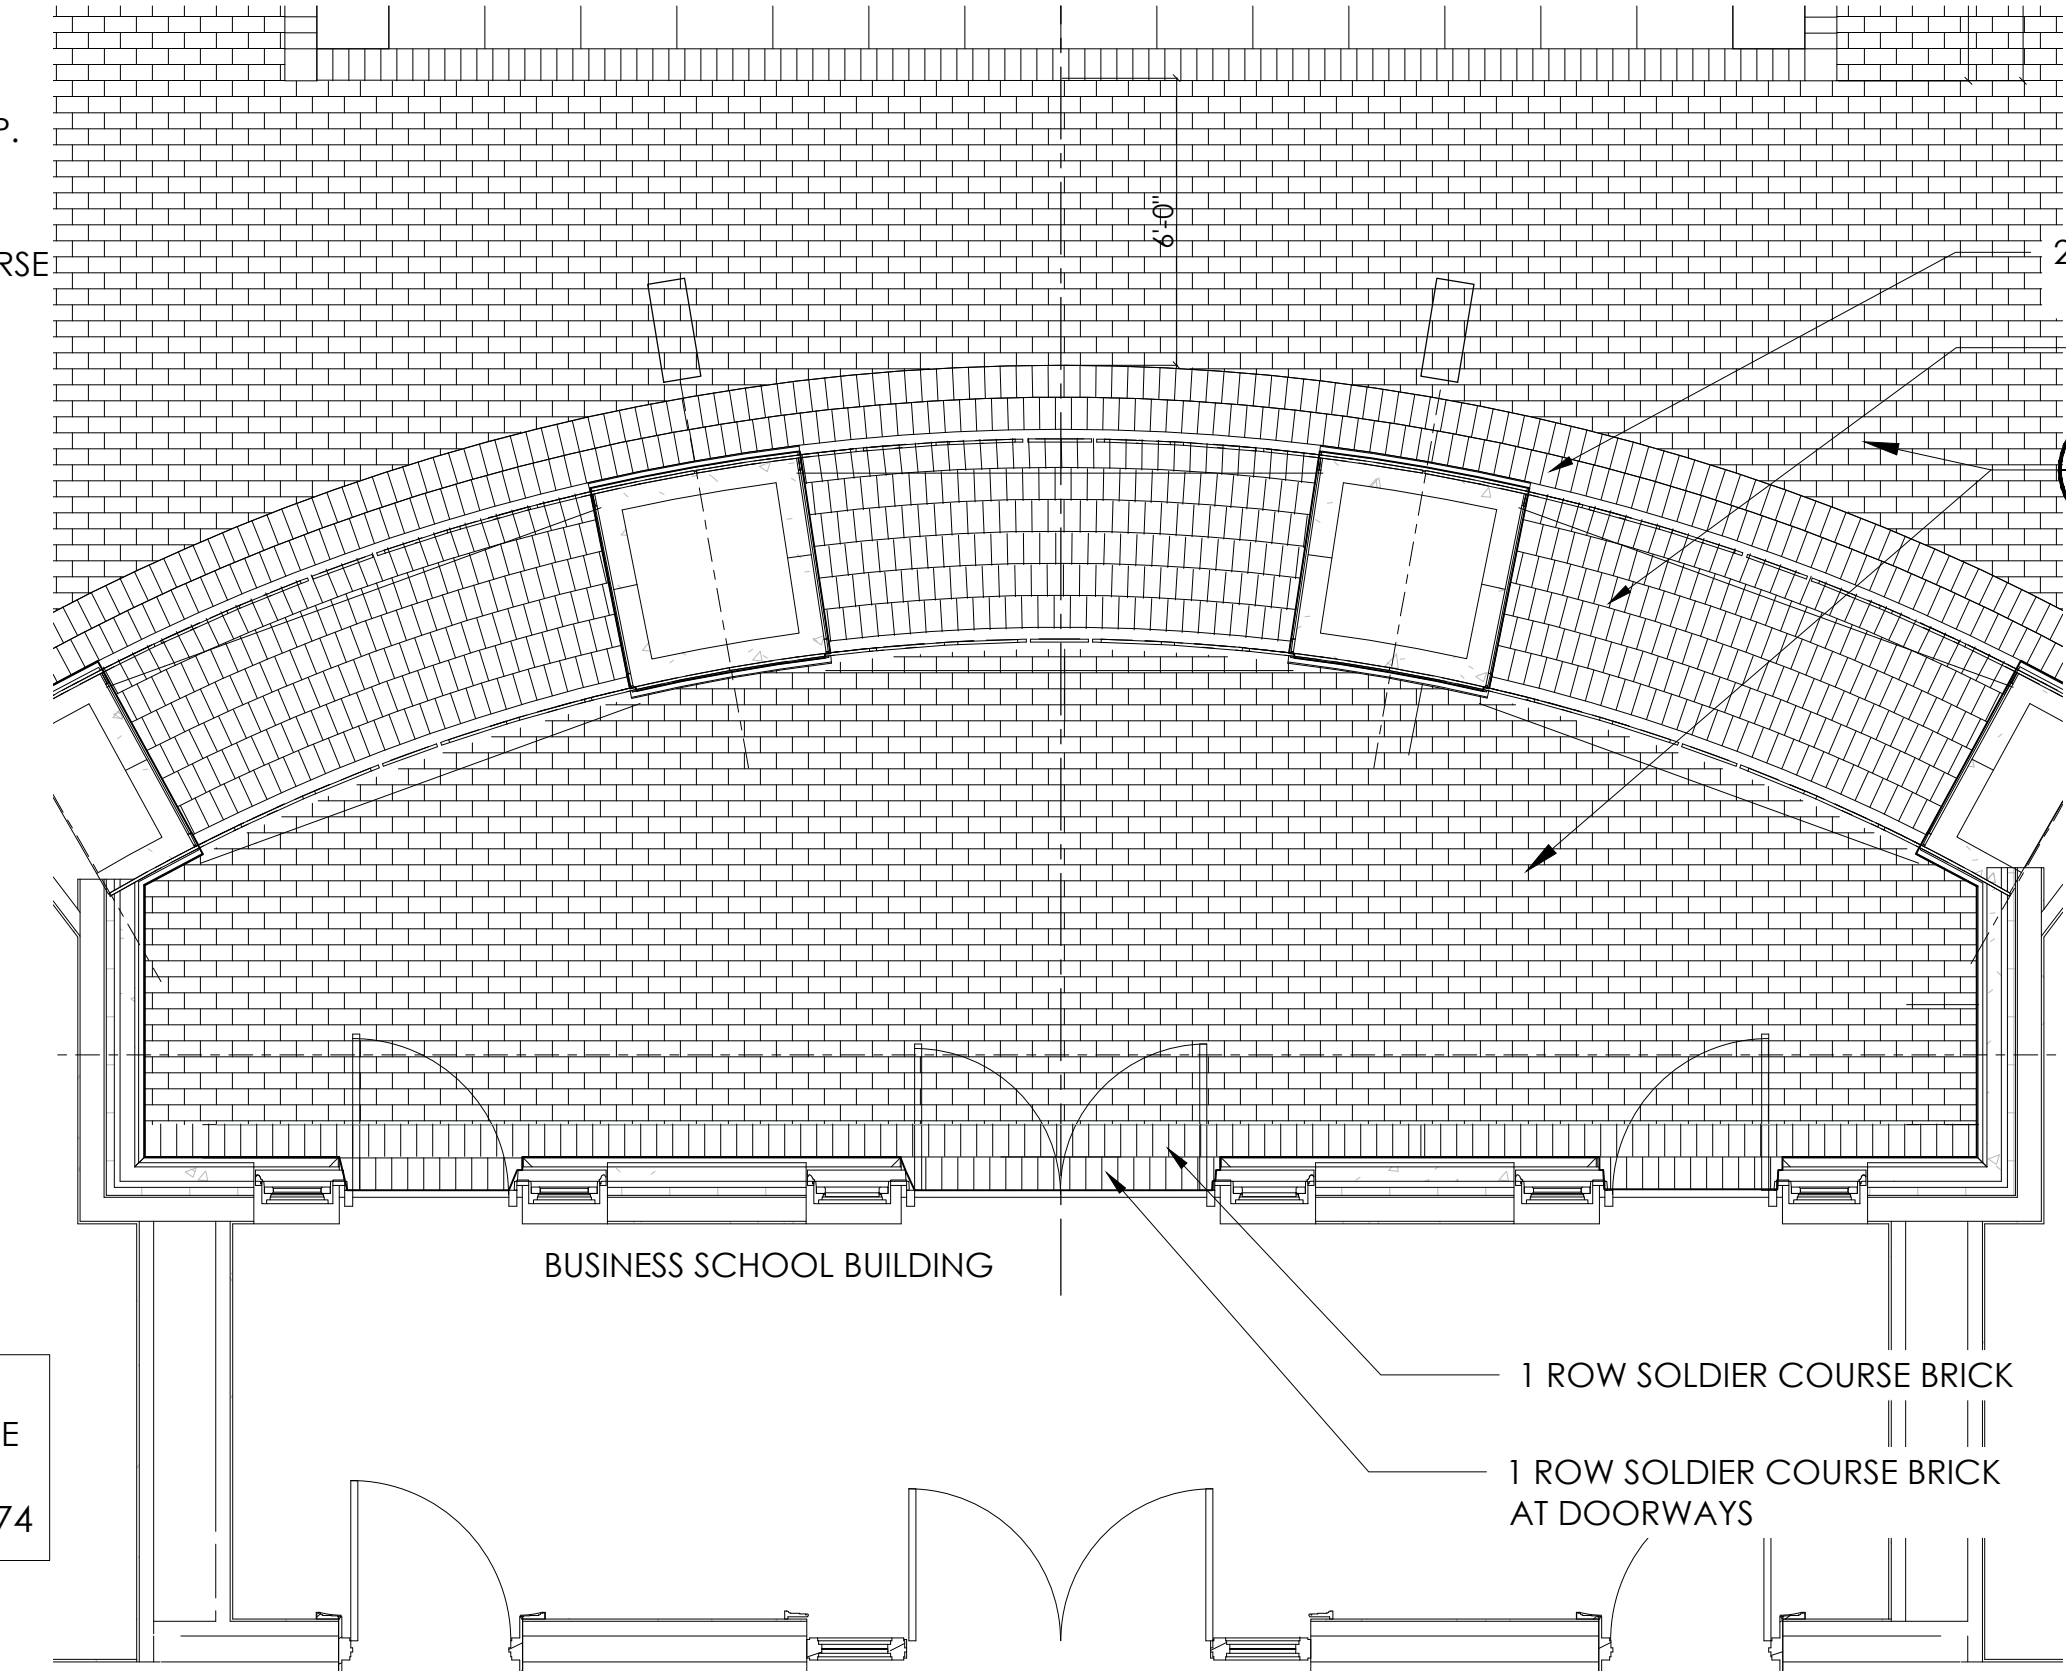 P.
RSE
6'-0"
2
BUSINESS SCHOOL BUILDING
1 ROW SOLDIER COURSE BRICK
1 ROW SOLDIER COURSE BRICK
AT DOORWAYS
E
74